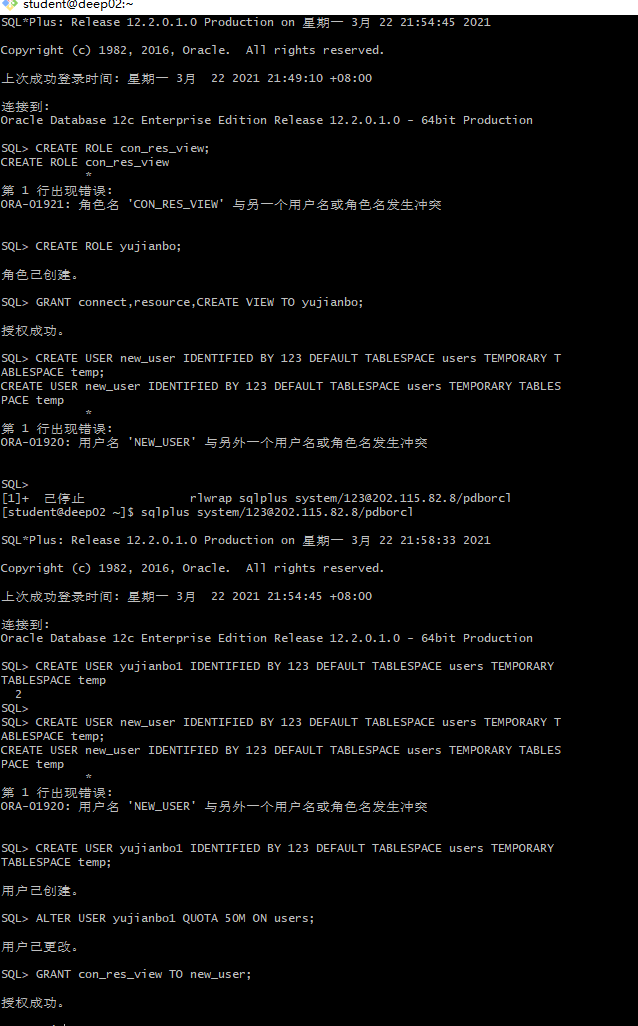 student@deep02:~
SQL*Plus: Release 12.2.0.1.0 Production on 星期一 3月 22 21:54:45 2021
Copyright (c) 1982, 2016, Oracle.  All rights reserved.
上次成功登录时间: 星期一 3月  22 2021 21:49:10 +08:00
连接到:
Oracle Database 12c Enterprise Edition Release 12.2.0.1.0 - 64bit Production
SQL> CREATE ROLE con_res_view;
CREATE ROLE con_res_view
*
第 1 行出现错误:
ORA-01921: 角色名 'CON_RES_VIEW' 与另一个用户名或角色名发生冲突
SQL> CREATE ROLE yujianbo;
角色已创建。
SQL> GRANT connect,resource,CREATE VIEW TO yujianbo;
授权成功。
SQL> CREATE USER new_user IDENTIFIED BY 123 DEFAULT TABLESPACE users TEMPORARY T
ABLESPACE temp;
CREATE USER new_user IDENTIFIED BY 123 DEFAULT TABLESPACE users TEMPORARY TABLES
PACE temp
*
第 1 行出现错误:
ORA-01920: 用户名 'NEW_USER' 与另外一个用户名或角色名发生冲突
SQL>
[1]+  已停止               rlwrap sqlplus system/123@202.115.82.8/pdborcl
[student@deep02 ~]$ sqlplus system/123@202.115.82.8/pdborcl
SQL*Plus: Release 12.2.0.1.0 Production on 星期一 3月 22 21:58:33 2021
Copyright (c) 1982, 2016, Oracle.  All rights reserved.
上次成功登录时间: 星期一 3月  22 2021 21:54:45 +08:00
连接到:
Oracle Database 12c Enterprise Edition Release 12.2.0.1.0 - 64bit Production
SQL> CREATE USER yujianbo1 IDENTIFIED BY 123 DEFAULT TABLESPACE users TEMPORARY
TABLESPACE temp
2
SQL>
SQL> CREATE USER new_user IDENTIFIED BY 123 DEFAULT TABLESPACE users TEMPORARY T
ABLESPACE temp;
CREATE USER new_user IDENTIFIED BY 123 DEFAULT TABLESPACE users TEMPORARY TABLES
PACE temp
*
第 1 行出现错误:
ORA-01920: 用户名 'NEW_USER' 与另外一个用户名或角色名发生冲突
SQL> CREATE USER yujianbo1 IDENTIFIED BY 123 DEFAULT TABLESPACE users TEMPORARY
TABLESPACE temp;
用户已创建。
SQL> ALTER USER yujianbo1 QUOTA 50M ON users;
用户已更改。
SQL> GRANT con_res_view TO new_user;
授权成功。